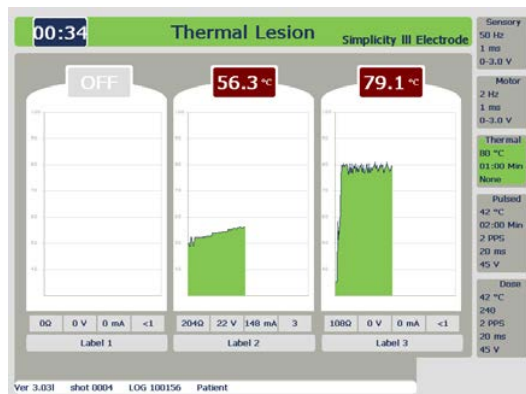 00:34 Thermal Lesion Simplicity III Electrode
OFF
56.3 °C
79.1 °C
0Ω 0 V 0 mA <1
Label 1
204Ω 22 V 148 mA 3
Label 2
108Ω 0 V 0 mA <1
Label 3
Sensory
50 Hz
1 ms
0-3.0 V
Motor
2 Hz
1 ms
0-3.0 V
Thermal
80 °C
01:00 Min
None
Pulsed
42 °C
02:00 Min
2 PPS
20 ms
45 V
Dose
42 °C
240
2 PPS
20 ms
45 V
Ver 3.03l shot 0004 LOG 100156 Patient